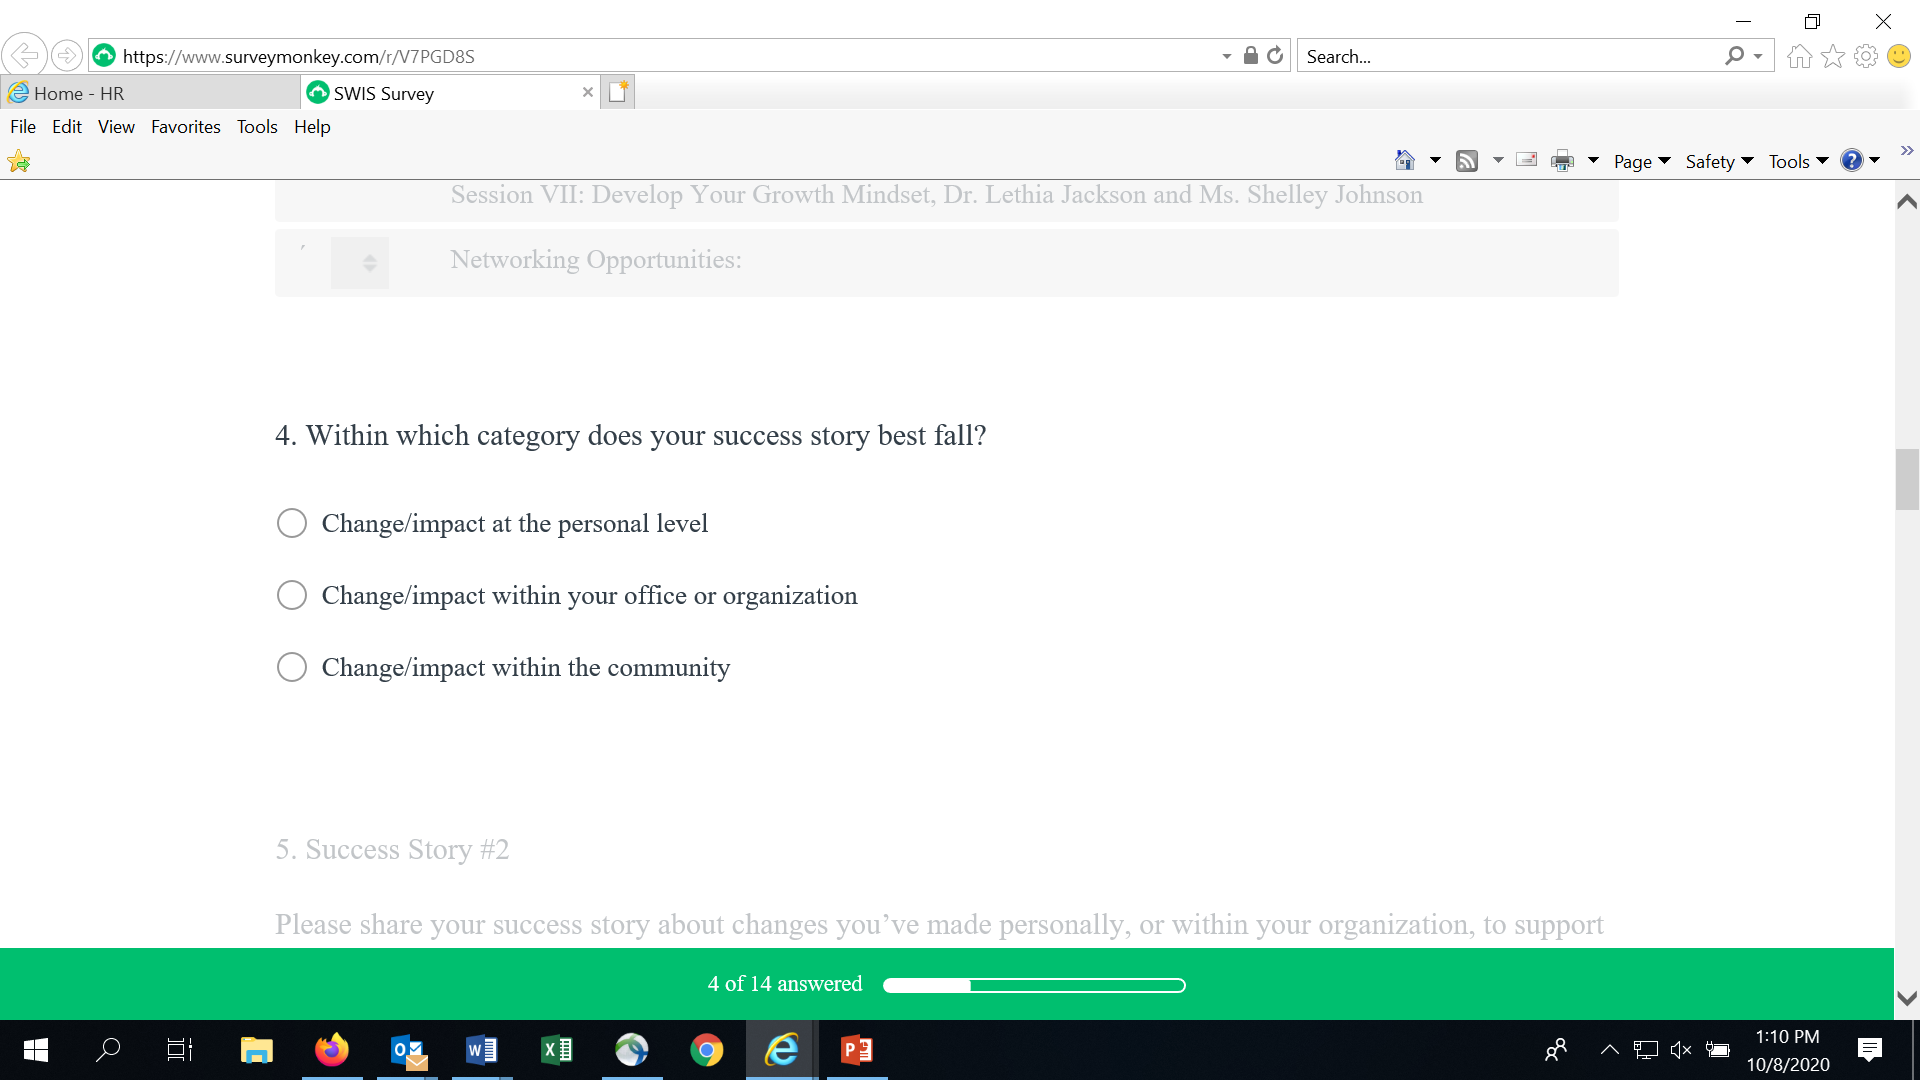 https://www.surveymonkey.com/r/V7PGD8S
Search...
Home - HR
SWIS Survey
File Edit View Favorites Tools Help
Page Safety Tools
Session VII: Develop Your Growth Mindset, Dr. Lethia Jackson and Ms. Shelley Johnson
Networking Opportunities:
4. Within which category does your success story best fall?
Change/impact at the personal level
Change/impact within your office or organization
Change/impact within the community
5. Success Story #2
Please share your success story about changes you’ve made personally, or within your organization, to support
4 of 14 answered
1:10 PM
10/8/2020